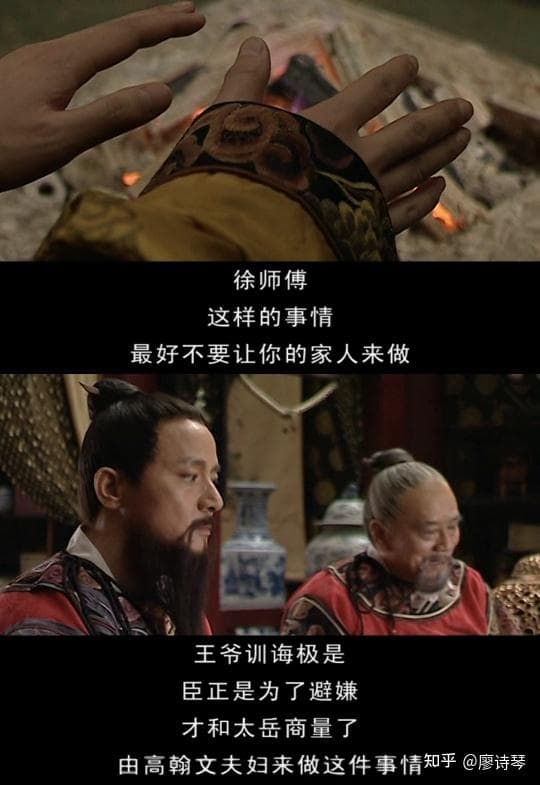 徐师傅
这样的事情
最好不要让你的家人来做
王爷训诲极是
臣正是为了避嫌
才和太岳商量了
由高翰文夫妇来做这件事情
知乎 @廖诗琴